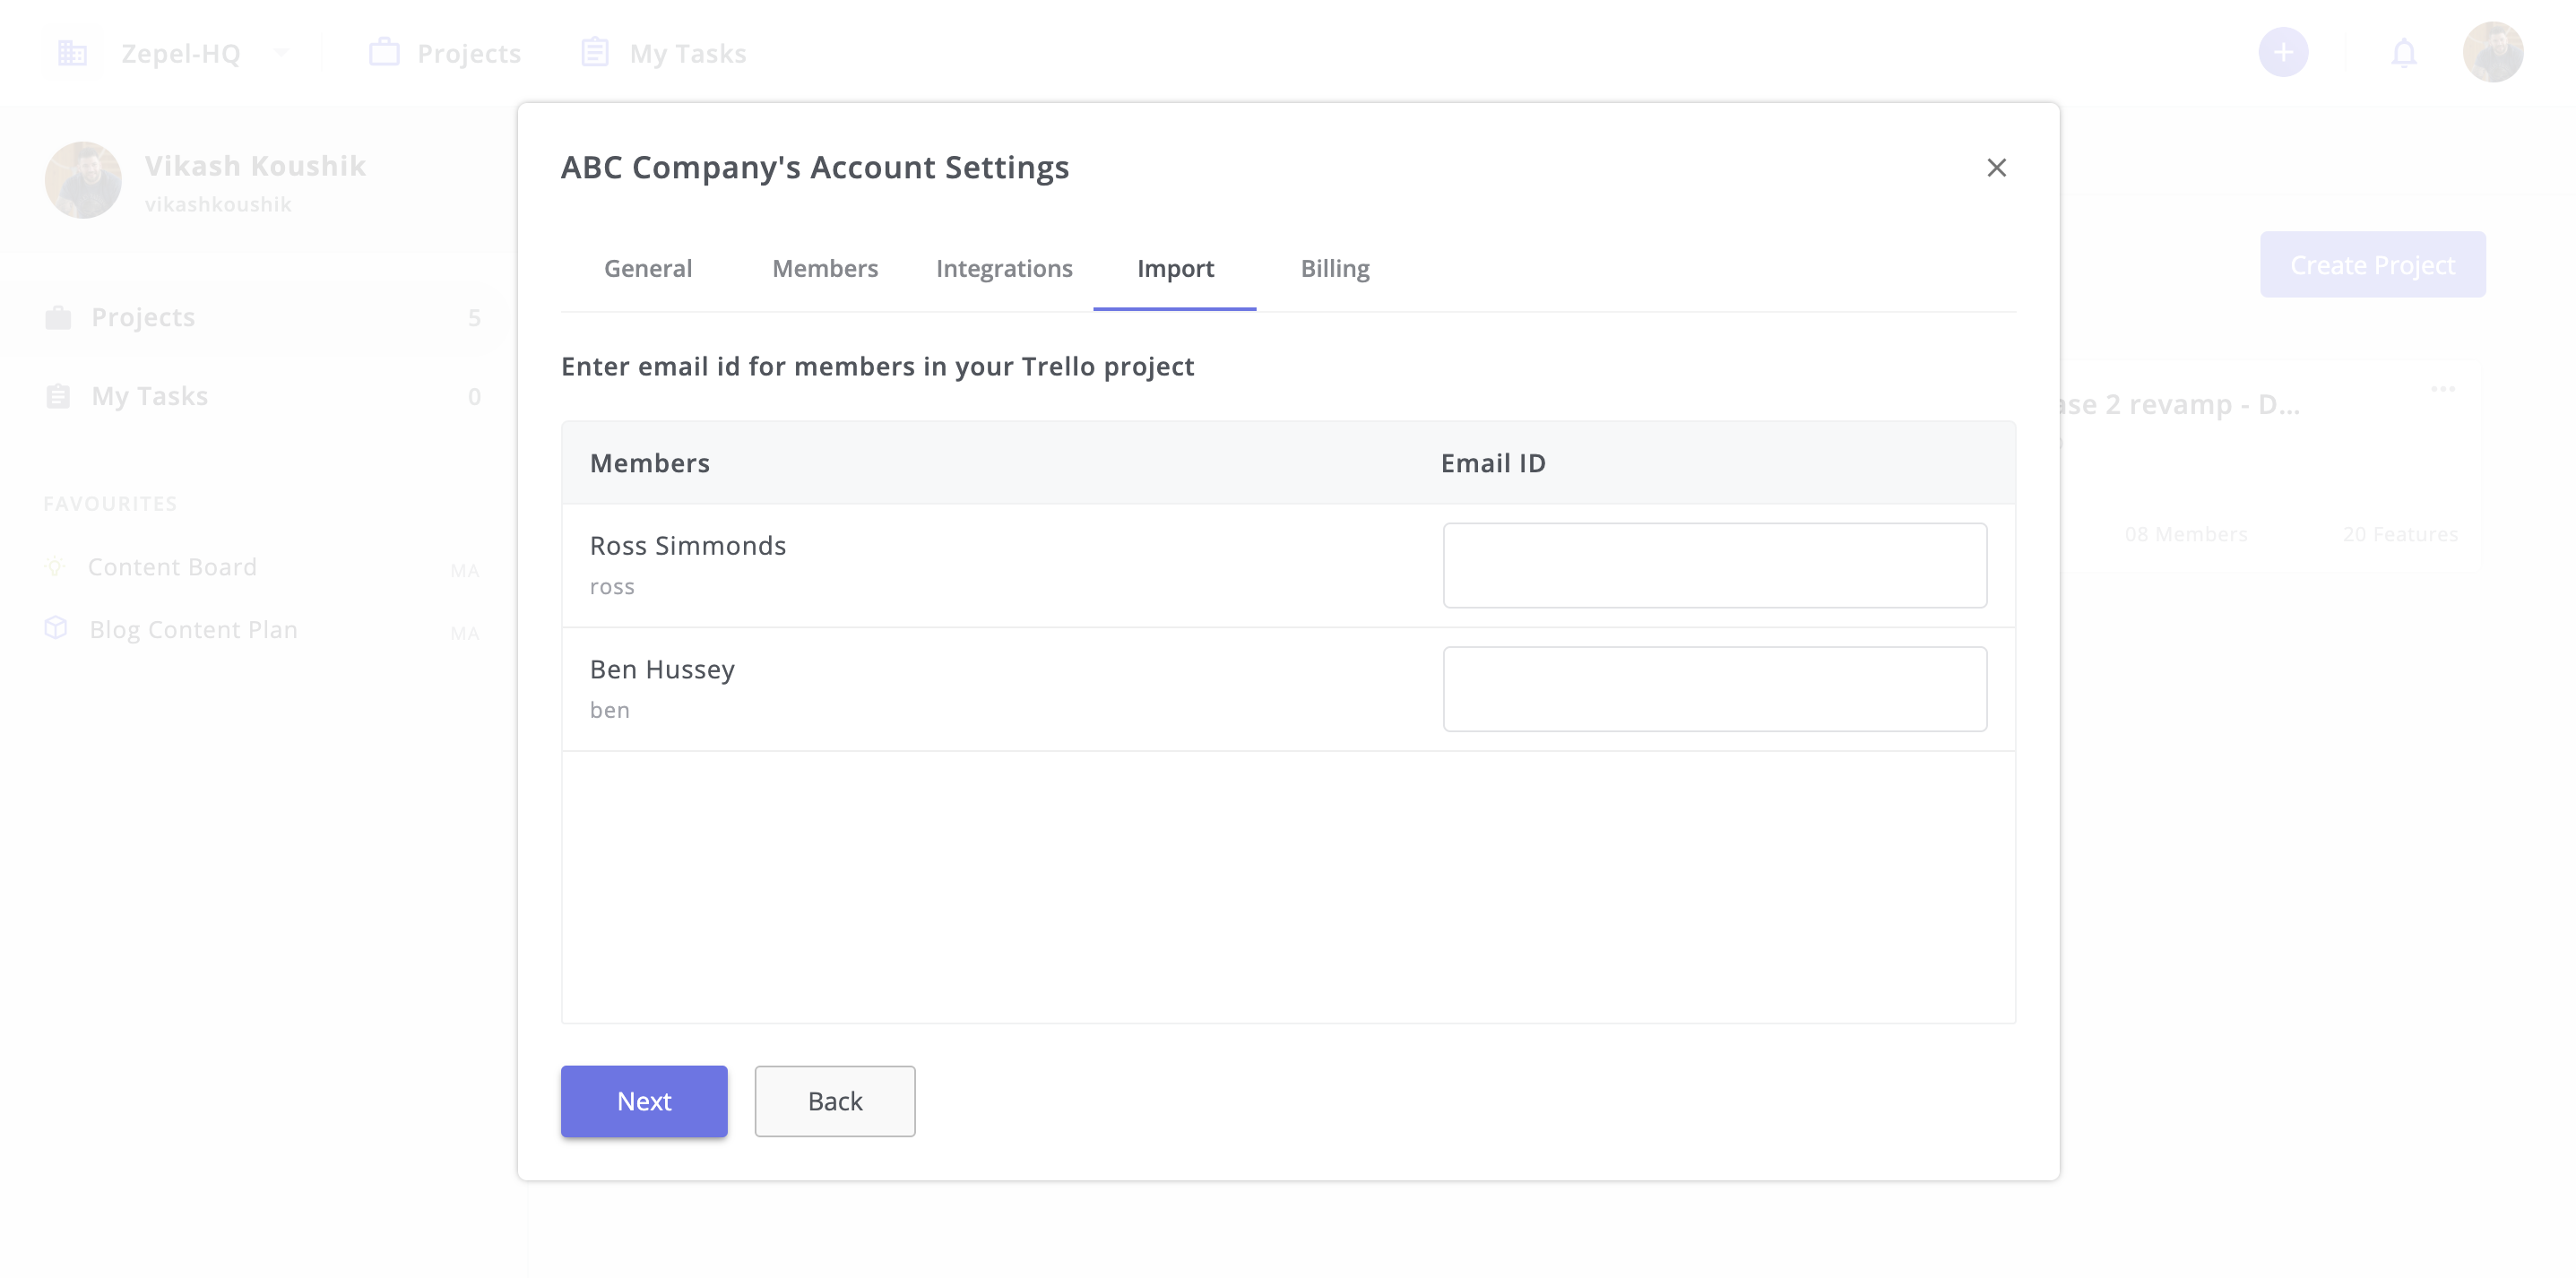 Zepel-HQ
Projects
My Tasks
Vikash Koushik
vikashkoushik
Projects 5
My Tasks 0
FAVOURITES
Content Board MA
Blog Content Plan MA
ABC Company's Account Settings
General Members Integrations Import Billing
Enter email id for members in your Trello project
Members Email ID
Ross Simmonds
ross
Ben Hussey
ben
Next Back
Create Project
2 revamp - D...
08 Members 20 Features